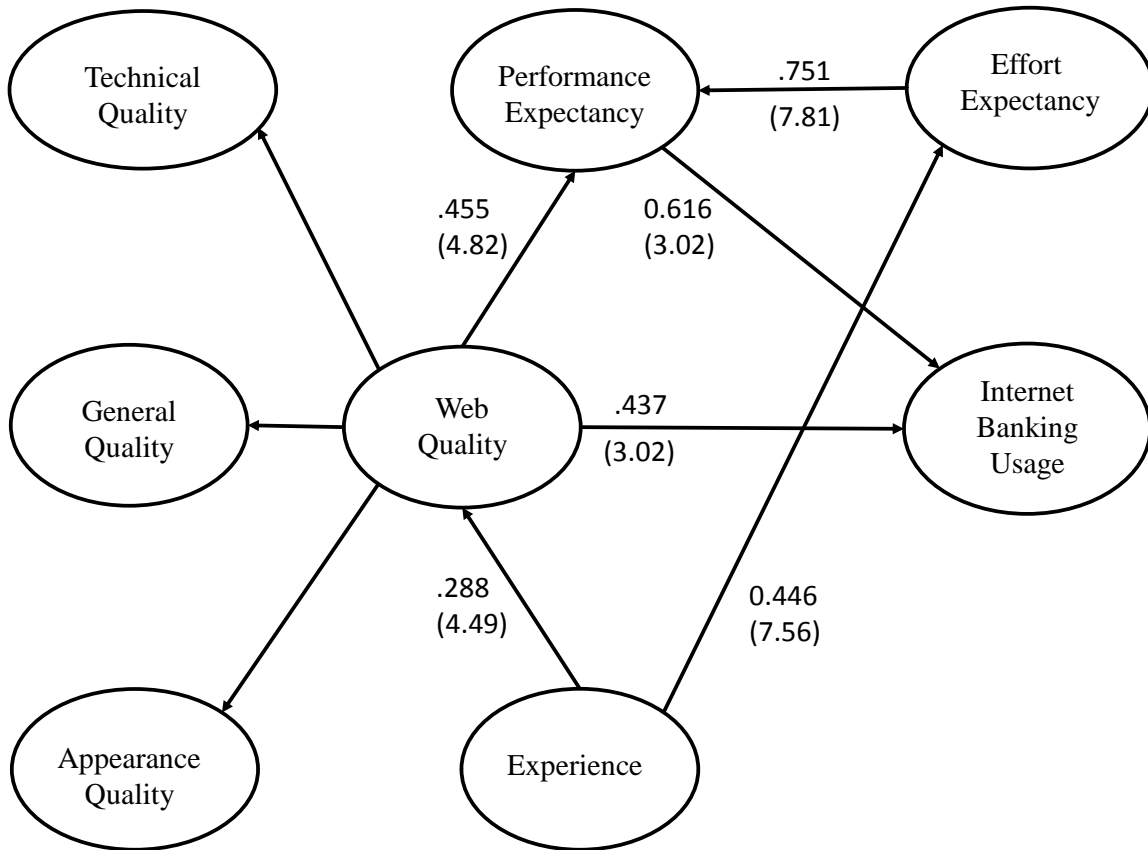 Technical
Quality
Performance
Expectancy
.751
(7.81)
Effort
Expectancy
.455
(4.82)
0.616
(3.02)
General
Quality
Web
Quality
.437
(3.02)
Internet
Banking
Usage
.288
(4.49)
0.446
(7.56)
Appearance
Quality
Experience